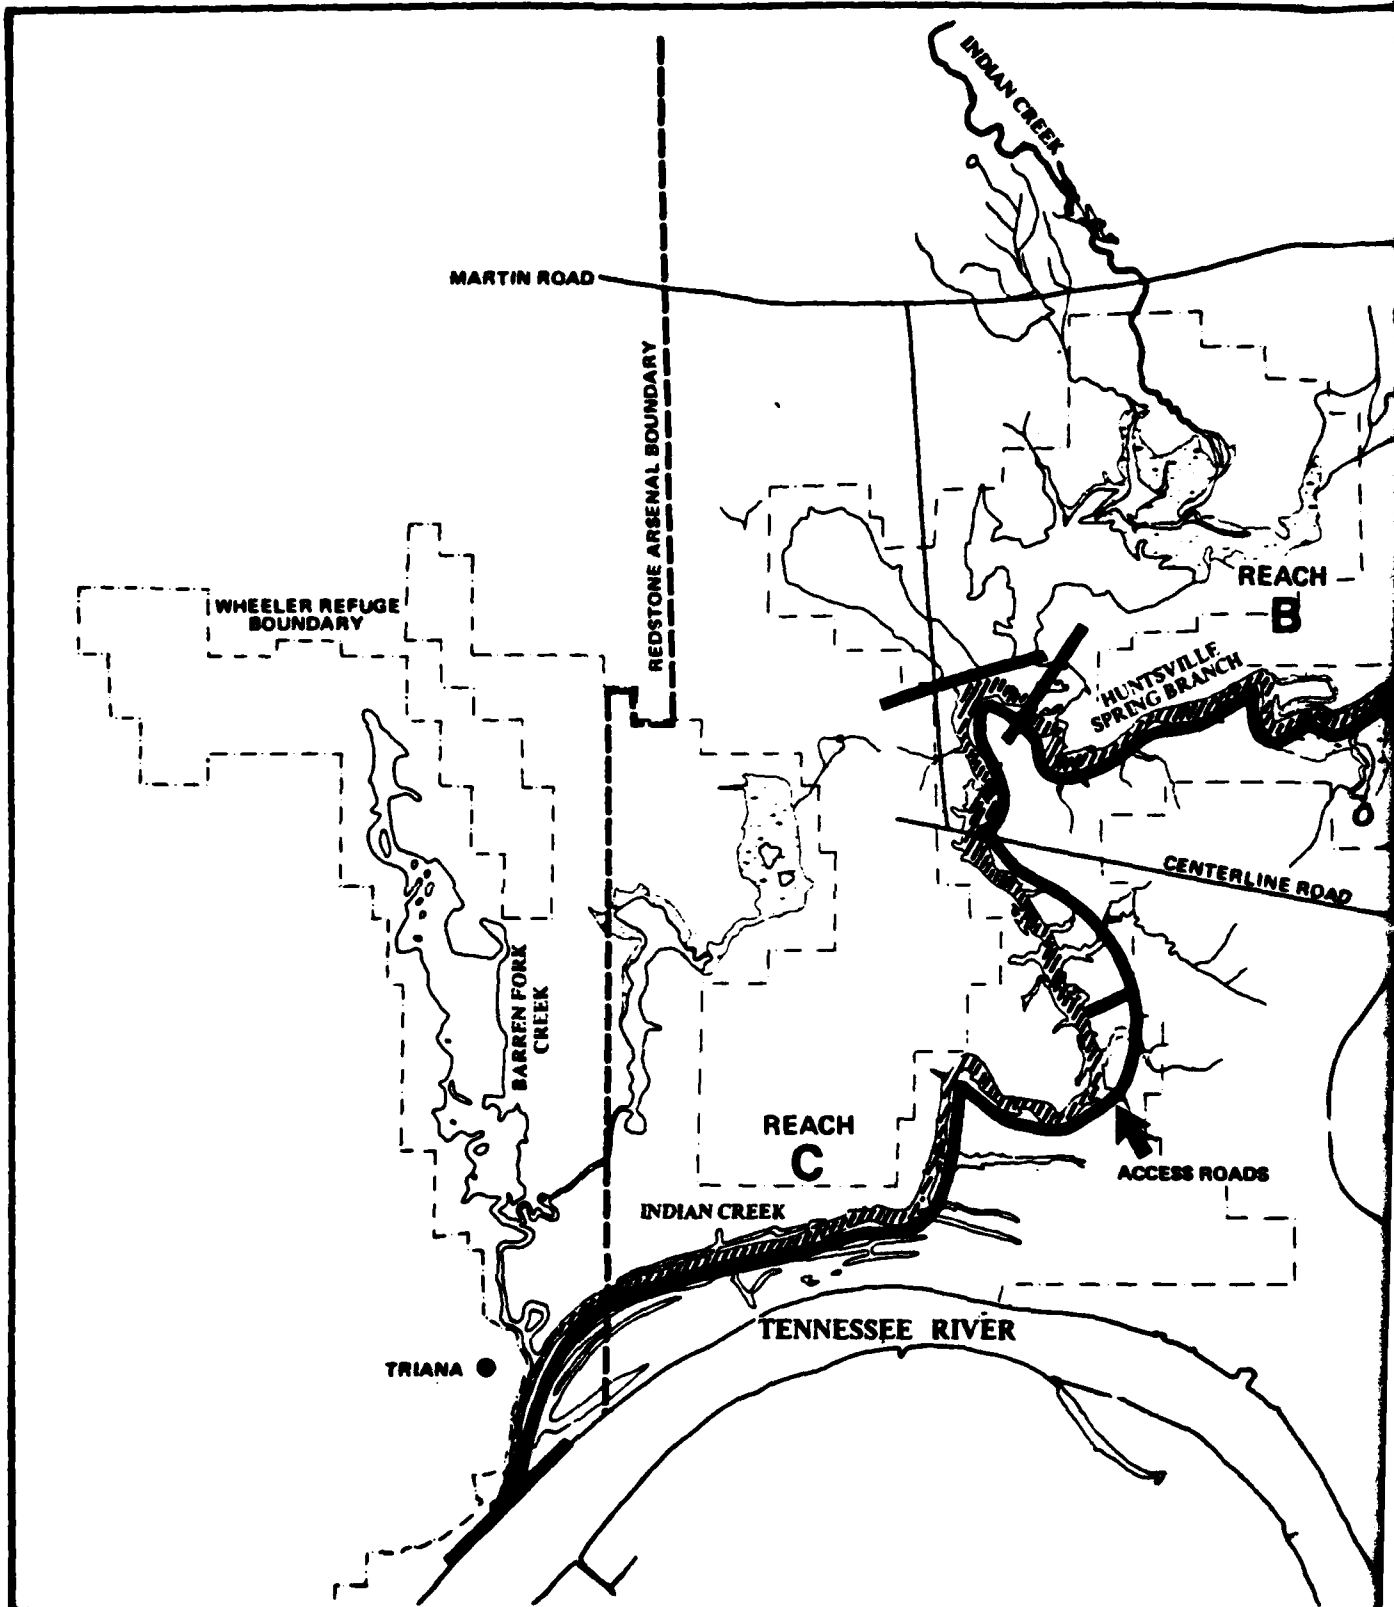 INDIAN CREEK
MARTIN ROAD
REDSTONE ARSENAL BOUNDARY
WHEELER REFUGE
BOUNDARY
REACH
B
HUNTSVILLE
SPRING BRANCH
CENTERLINE ROAD
BARREN FORK
CREEK
REACH
C
ACCESS ROADS
INDIAN CREEK
TENNESSEE RIVER
TRIANA